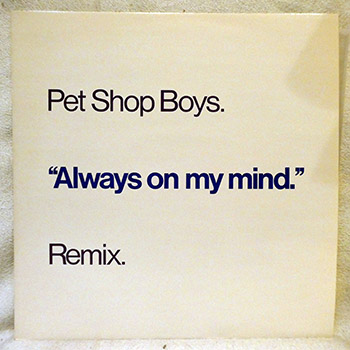 Pet Shop Boys.
“Always on my mind.”
Remix.